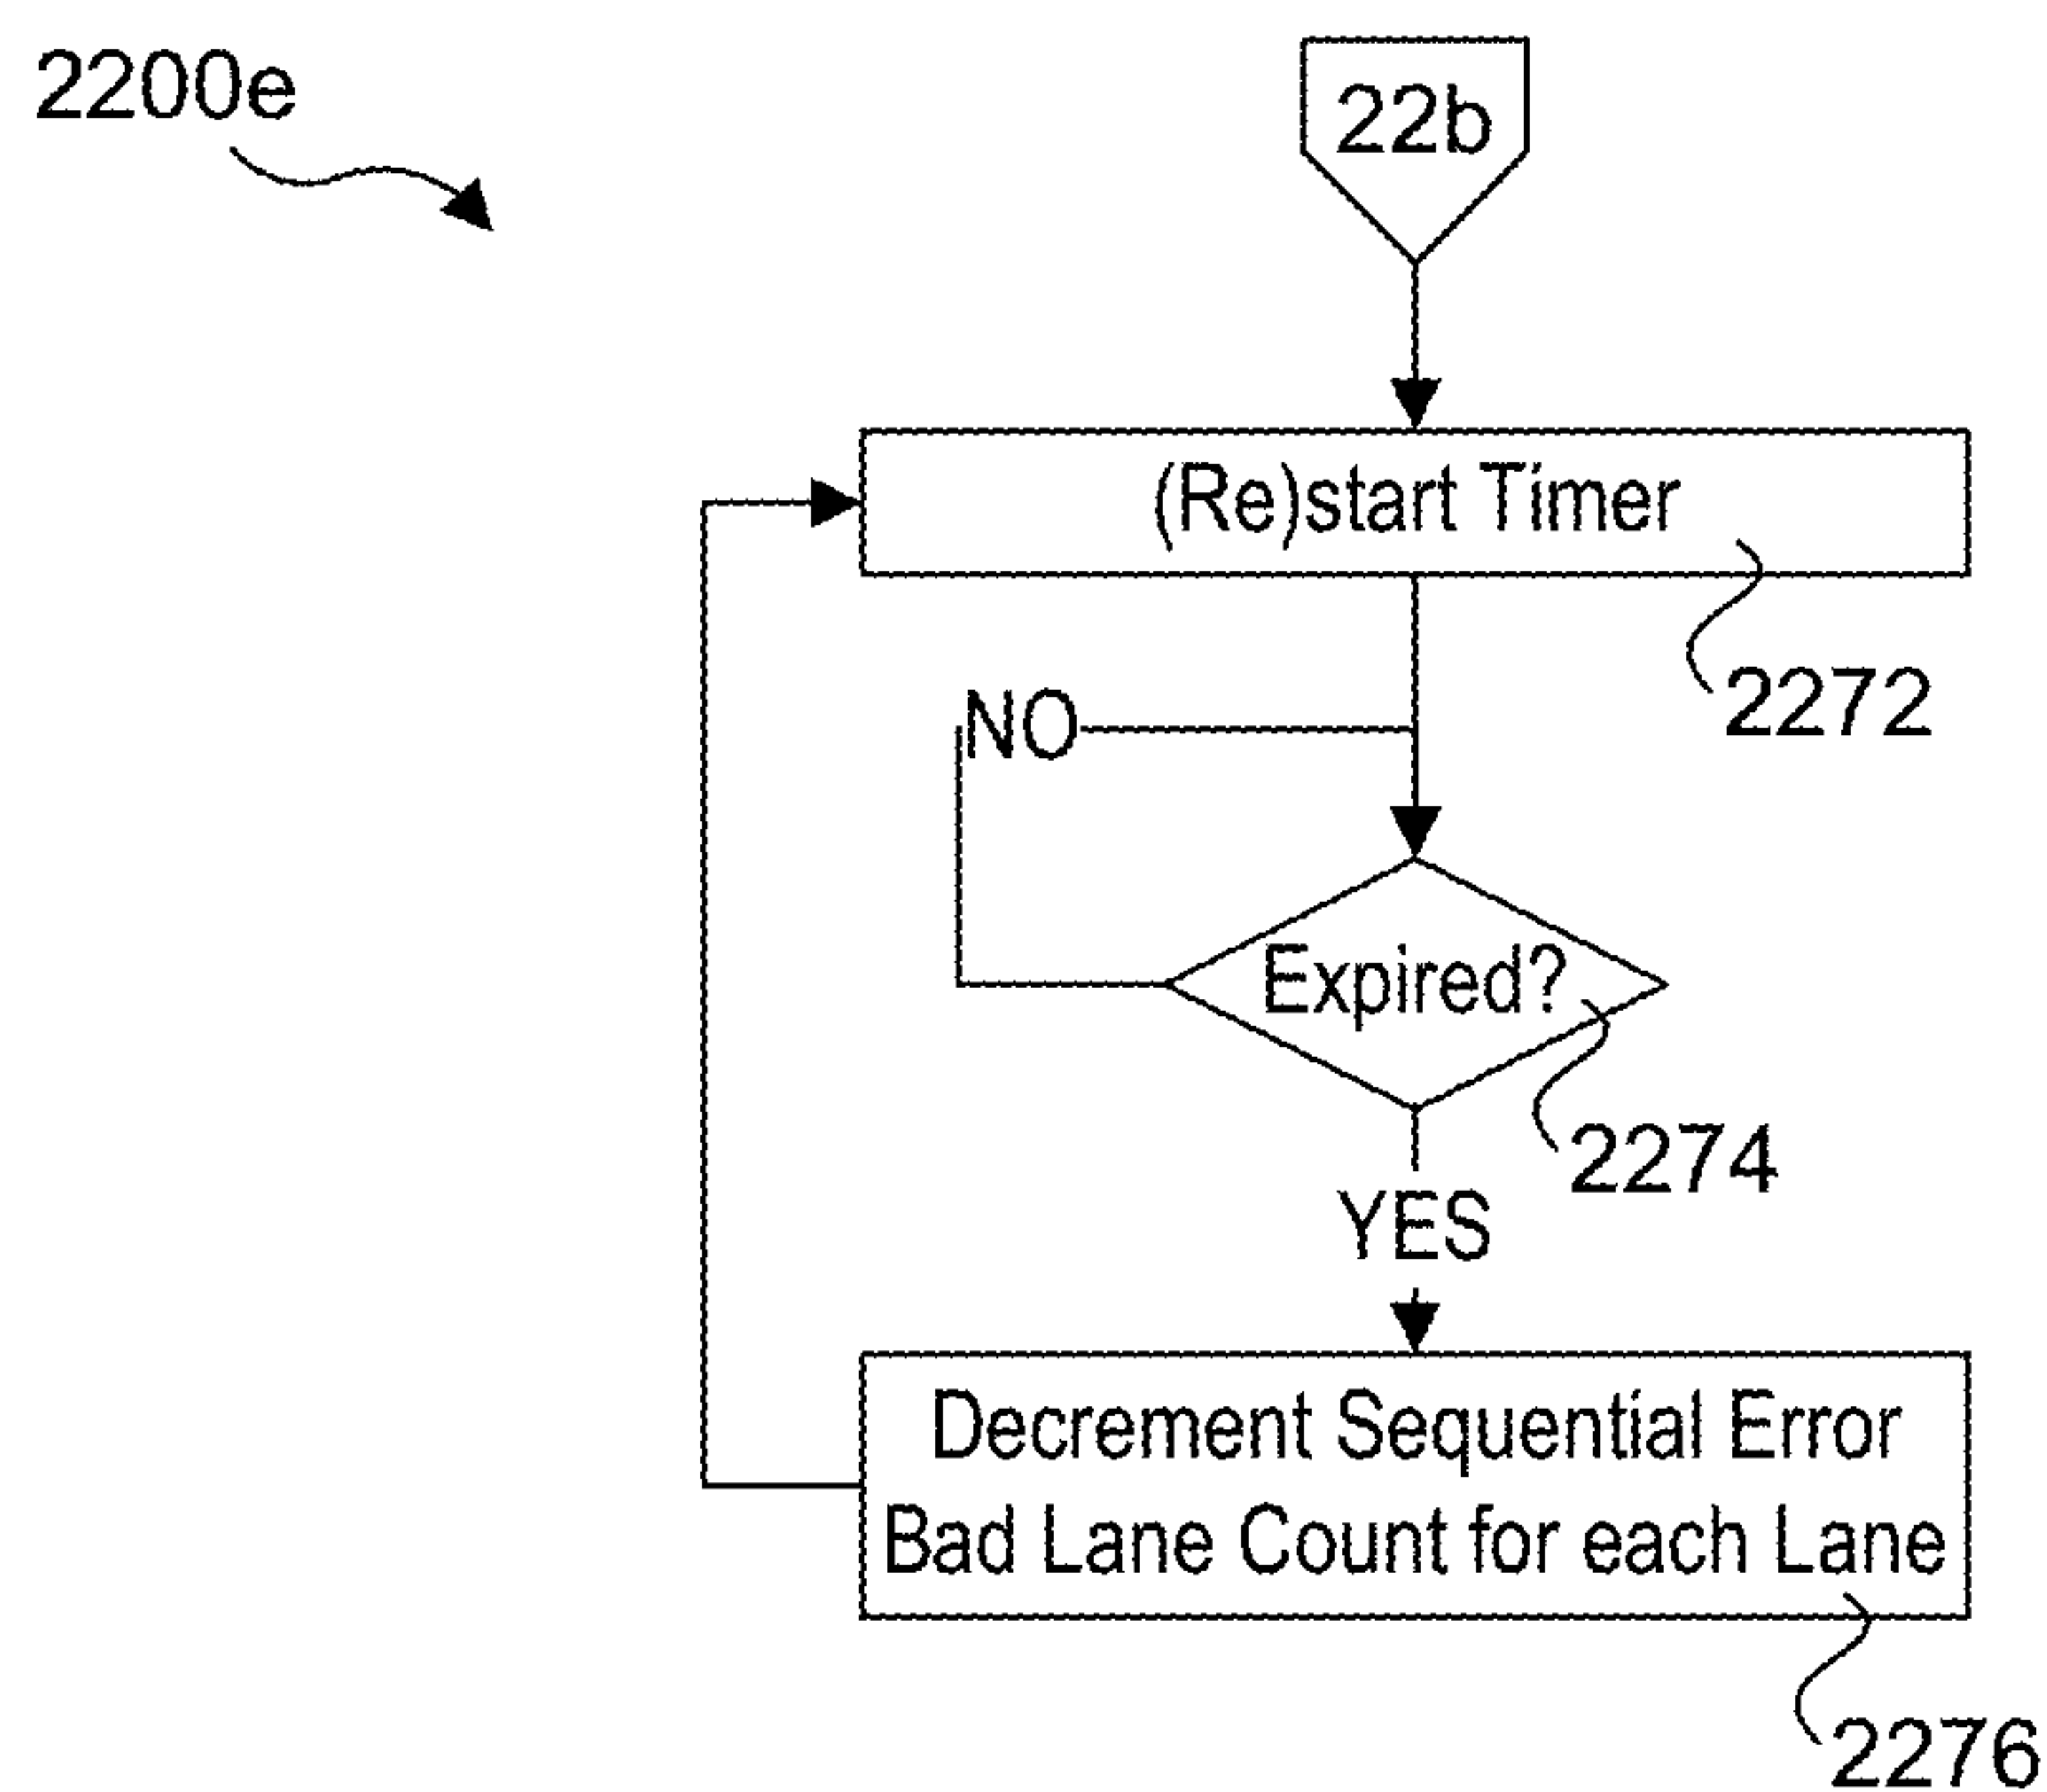 2200e
22b
(Re)start Timer
2272
NO
Expired?
2274
YES
Decrement Sequential Error
Bad Lane Count for each Lane
2276